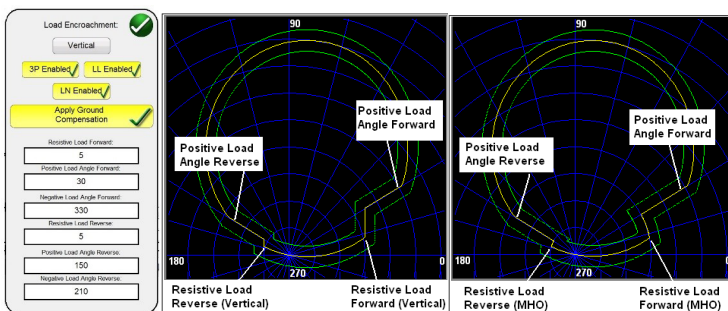 Load Encroachment:
Vertical
3P Enabled
LL Enabled
LN Enabled
Apply Ground
Compensation
Resistive Load Forward:
5
Positive Load Angle Forward:
30
Negative Load Angle Forward:
330
Resistive Load Reverse:
5
Positive Load Angle Reverse:
150
Negative Load Angle Reverse:
210
90
Positive Load
Angle Forward
Positive Load
Angle Reverse
180
270
0
Resistive Load
Reverse (Vertical)
Resistive Load
Forward (Vertical)
90
Positive Load
Angle Forward
Positive Load
Angle Reverse
180
270
0
Resistive Load
Reverse (MHO)
Resistive Load
Forward (MHO)